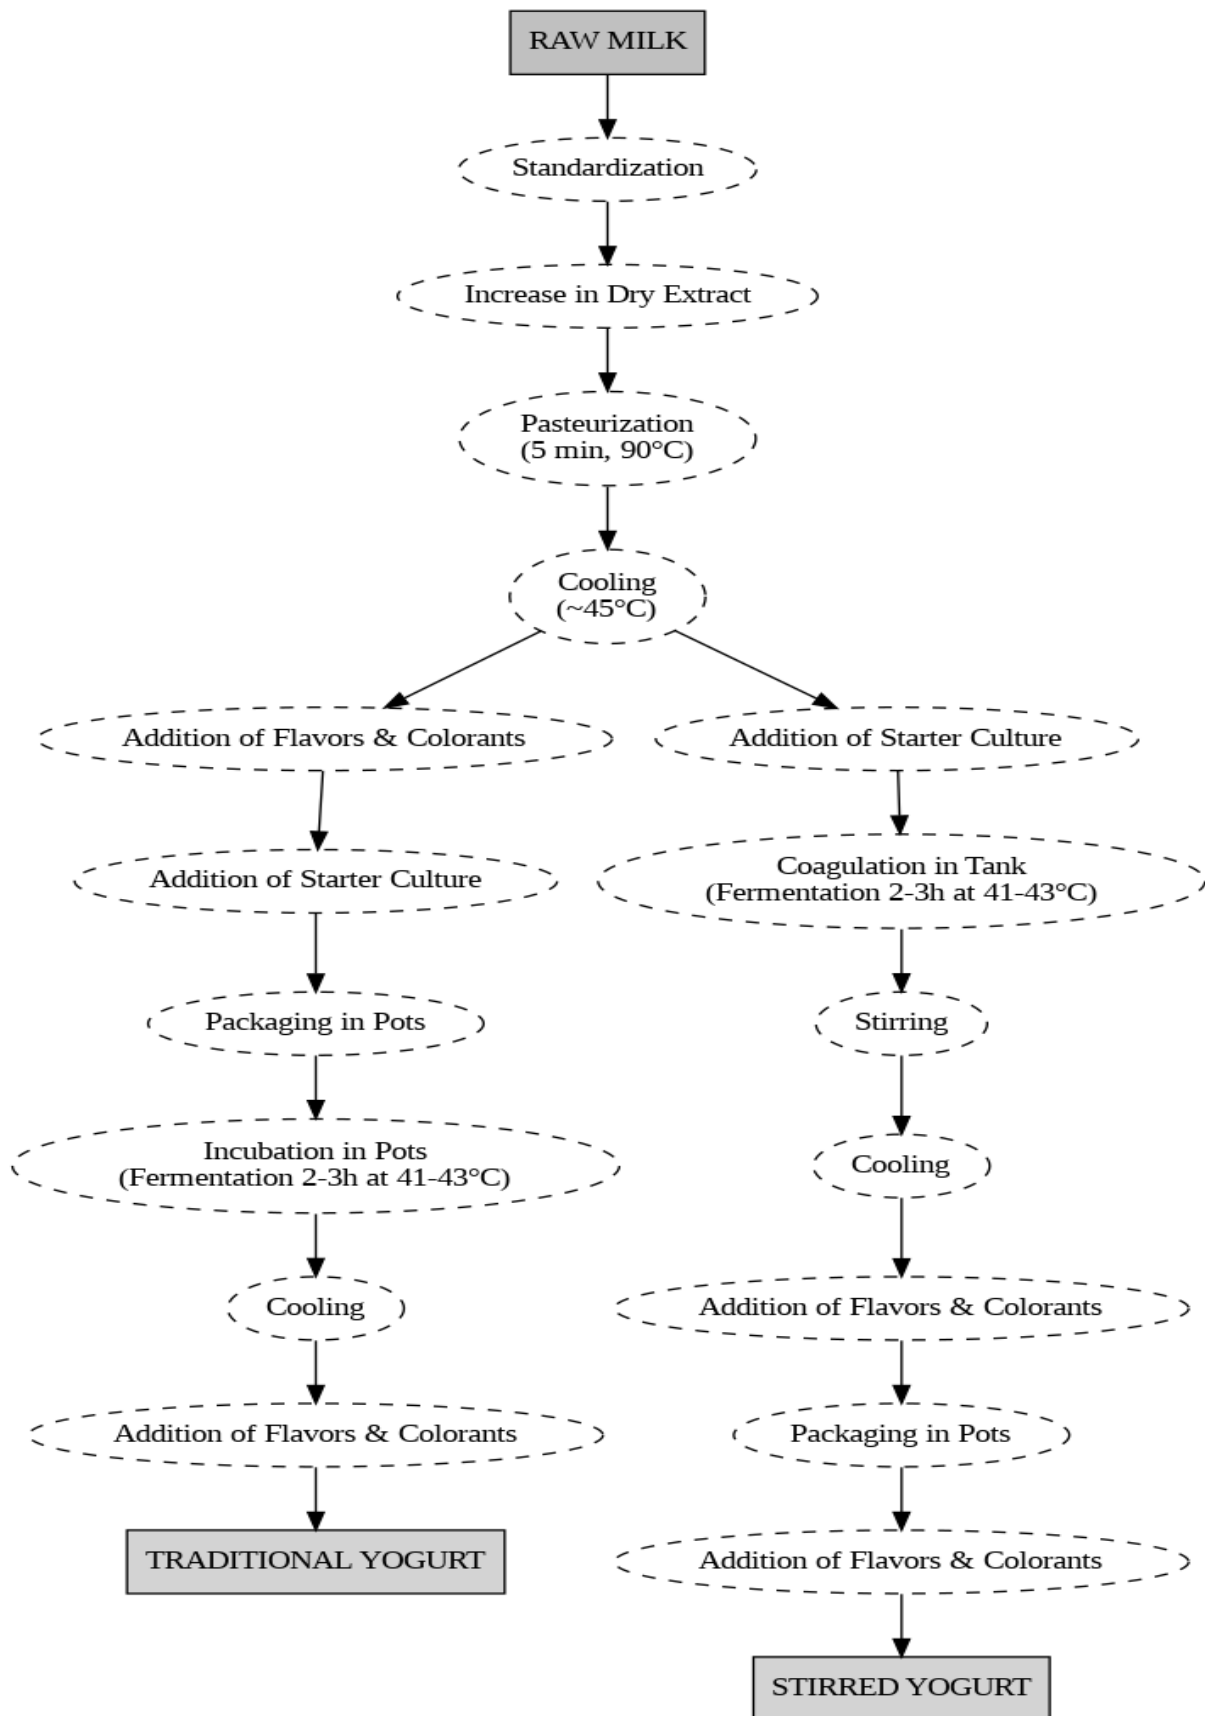 RAW MILK
Standardization
Increase in Dry Extract
Pasteurization
(5 min, 90°C)
Cooling
(~45°C)
Addition of Flavors & Colorants
Addition of Starter Culture
Packaging in Pots
Incubation in Pots
(Fermentation 2-3h at 41-43°C)
Cooling
Addition of Flavors & Colorants
TRADITIONAL YOGURT
Addition of Starter Culture
Coagulation in Tank
(Fermentation 2-3h at 41-43°C)
Stirring
Cooling
Addition of Flavors & Colorants
Packaging in Pots
Addition of Flavors & Colorants
STIRRED YOGURT